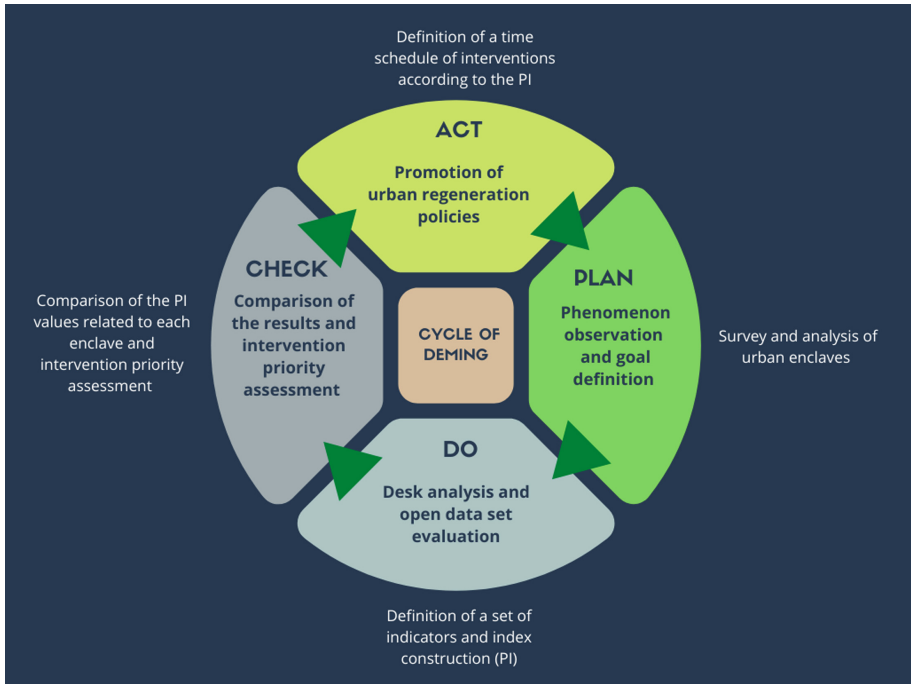 Definition of a time
schedule of interventions
according to the PI
ACT
Promotion of
urban regeneration
policies
CHECK
Comparison of
the results and
intervention
priority
assessment
Comparison of the PI
values related to each
enclave and
intervention priority
assessment
CYCLE OF
DEMING
PLAN
Phenomenon
observation
and goal
definition
Survey and analysis of
urban enclaves
DO
Desk analysis and
open data set
evaluation
Definition of a set of
indicators and index
construction (PI)